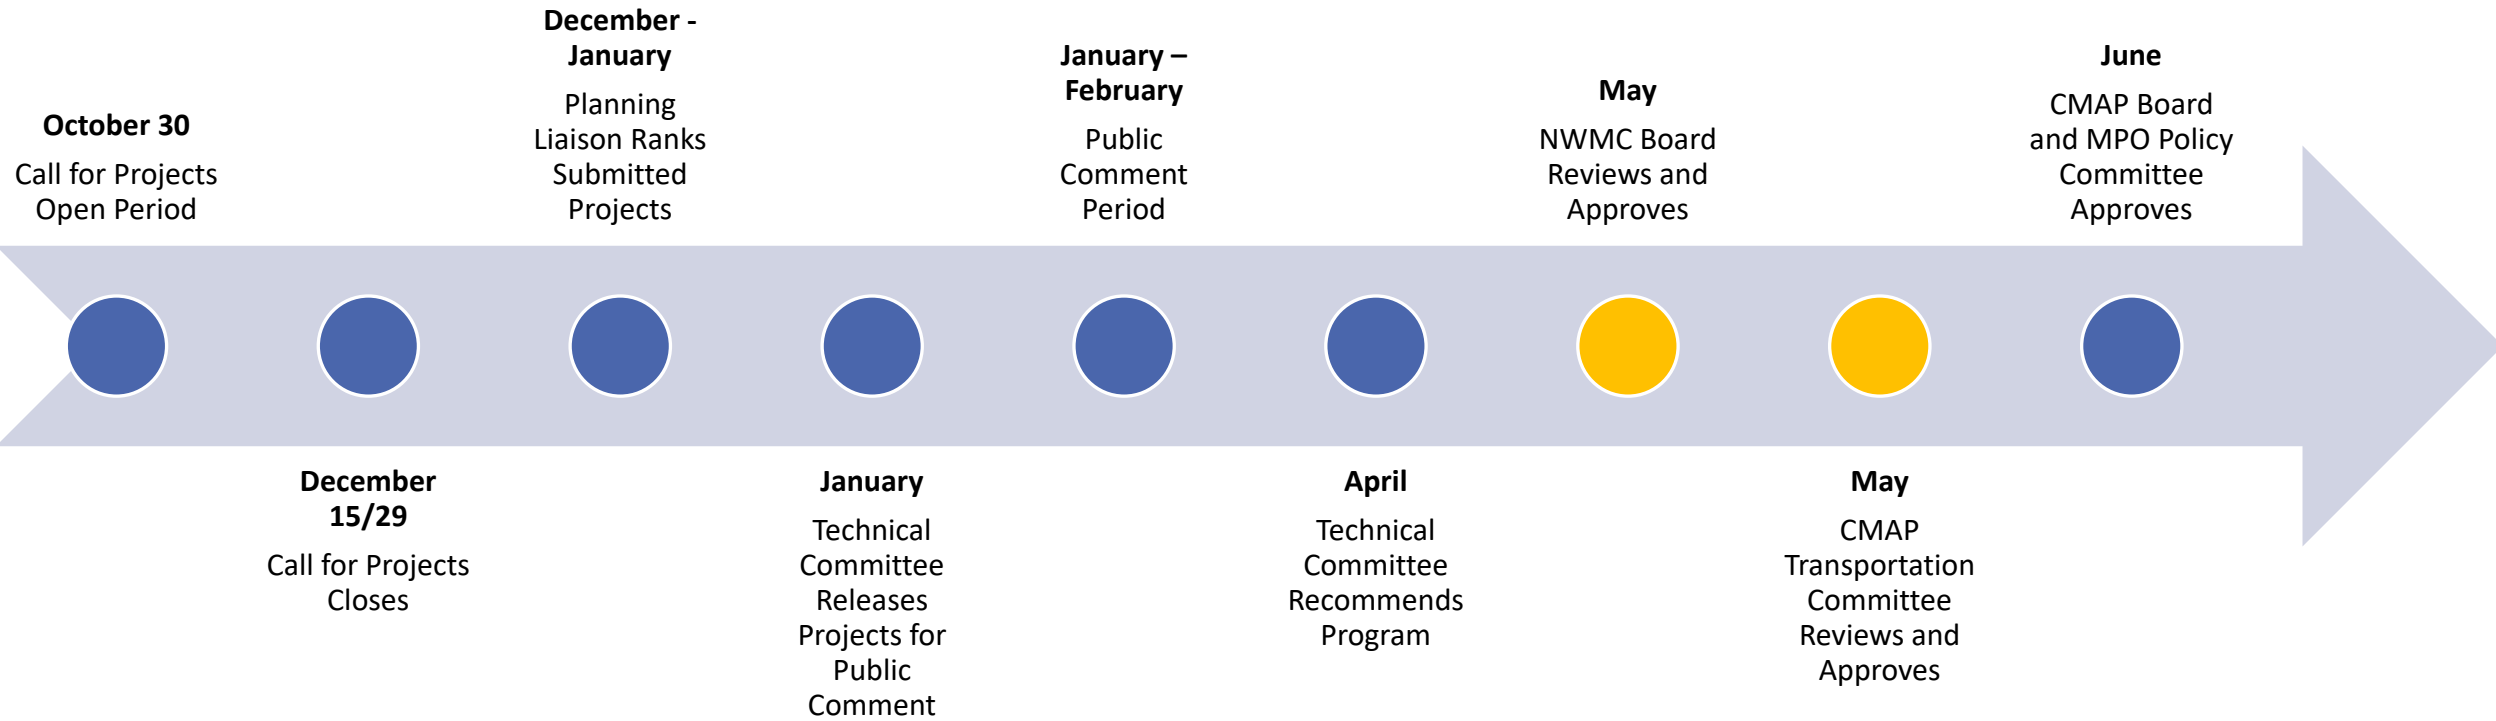 October 30
Call for Projects
Open Period
December
15/29
Call for Projects
Closes
December -
January
Planning
Liaison Ranks
Submitted
Projects
January
Technical
Committee
Releases
Projects for
Public
Comment
January –
February
Public
Comment
Period
April
Technical
Committee
Recommends
Program
May
NWMC Board
Reviews and
Approves
May
CMAP
Transportation
Committee
Reviews and
Approves
June
CMAP Board
and MPO Policy
Committee
Approves